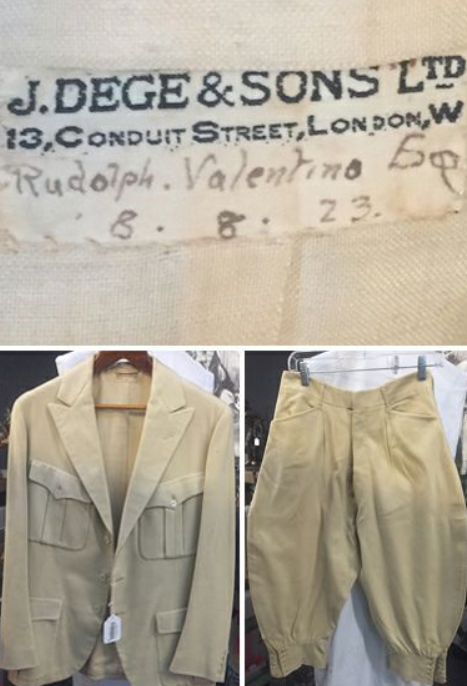 J. DEGE & SONS LTD
13, CONDUIT STREET, LONDON, W
Rudolph. Valentino Esq
8. 8. 23.